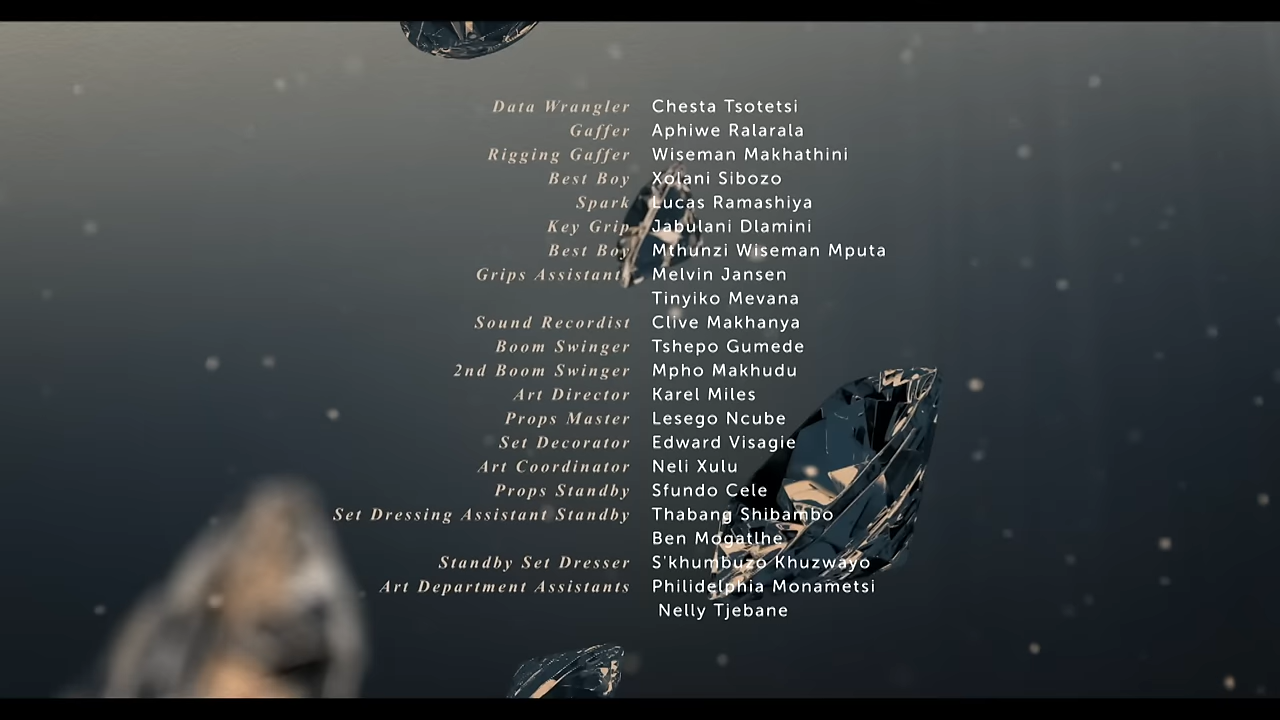 Data Wrangler Chesta Tsotetsi
Gaffer Aphiwe Ralarala
Rigging Gaffer Wiseman Makhathini
Best Boy Xolani Sibozo
Spark Lucas Ramashiya
Key Grip Jabulani Dlamini
Best Boy Mthunzi Wiseman Mputa
Grips Assistants Melvin Jansen
Tinyiko Mevana
Sound Recordist Clive Makhanya
Boom Swinger Tshepo Gumede
2nd Boom Swinger Mpho Makhudu
Art Director Karel Miles
Props Master Lesego Ncube
Set Decorator Edward Visagie
Art Coordinator Neli Xulu
Props Standby Sfundo Cele
Set Dressing Assistant Standby Thabang Shibambo
Ben Mogatlhe
Standby Set Dresser S'khumbuzo Khuzwayo
Art Department Assistants Philidelphia Monametsi
Nelly Tjebane